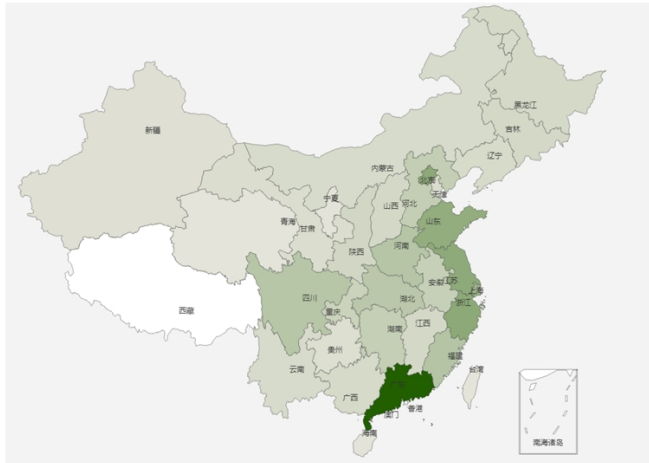 黑龙江
新疆
吉林
辽宁
内蒙古
北京
天津
宁夏
山西
河北
青海
甘肃
山东
陕西
河南
安徽
江苏
上海
四川
湖北
浙江
西藏
重庆
湖南
江西
贵州
福建
云南
台湾
广东
广西
香港
澳门
海南
南海诸岛